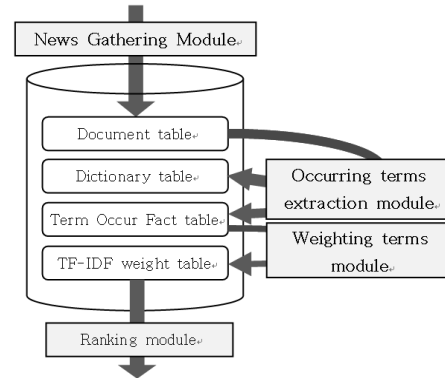 News Gathering Module
Document table
Dictionary table
Term Occur Fact table
TF-IDF weight table
Occurring terms
extraction module
Weighting terms
module
Ranking module